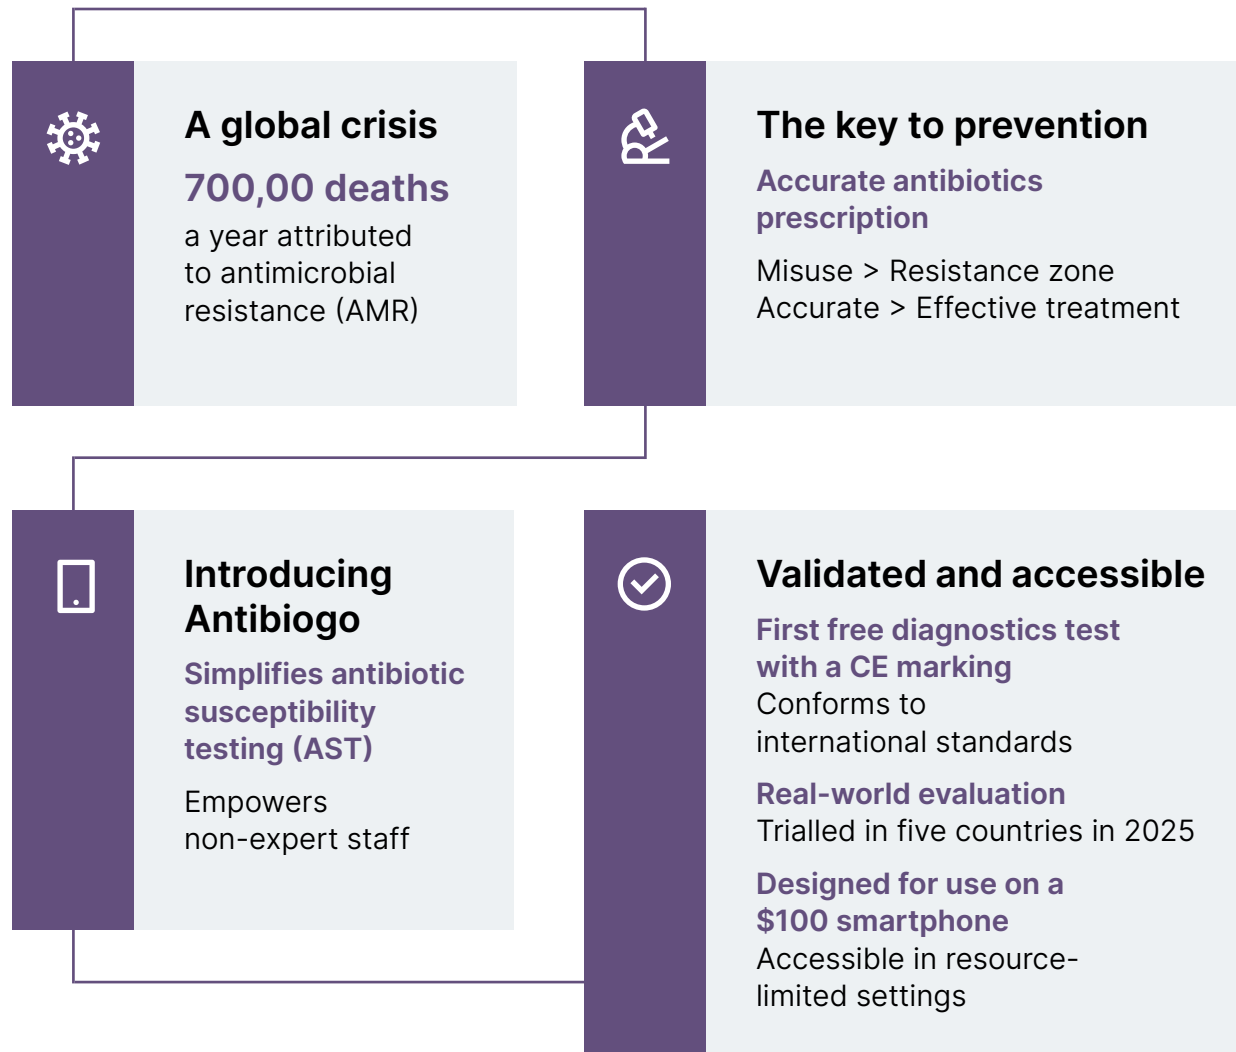 A global crisis
700,00 deaths
a year attributed
to antimicrobial
resistance (AMR)
The key to prevention
Accurate antibiotics
prescription
Misuse > Resistance zone
Accurate > Effective treatment
Introducing
Antibiogo
Simplifies antibiotic
susceptibility
testing (AST)
Empowers
non-expert staff
Validated and accessible
First free diagnostics test
with a CE marking
Conforms to
international standards
Real-world evaluation
Trialled in five countries in 2025
Designed for use on a
$100 smartphone
Accessible in resource-
limited settings